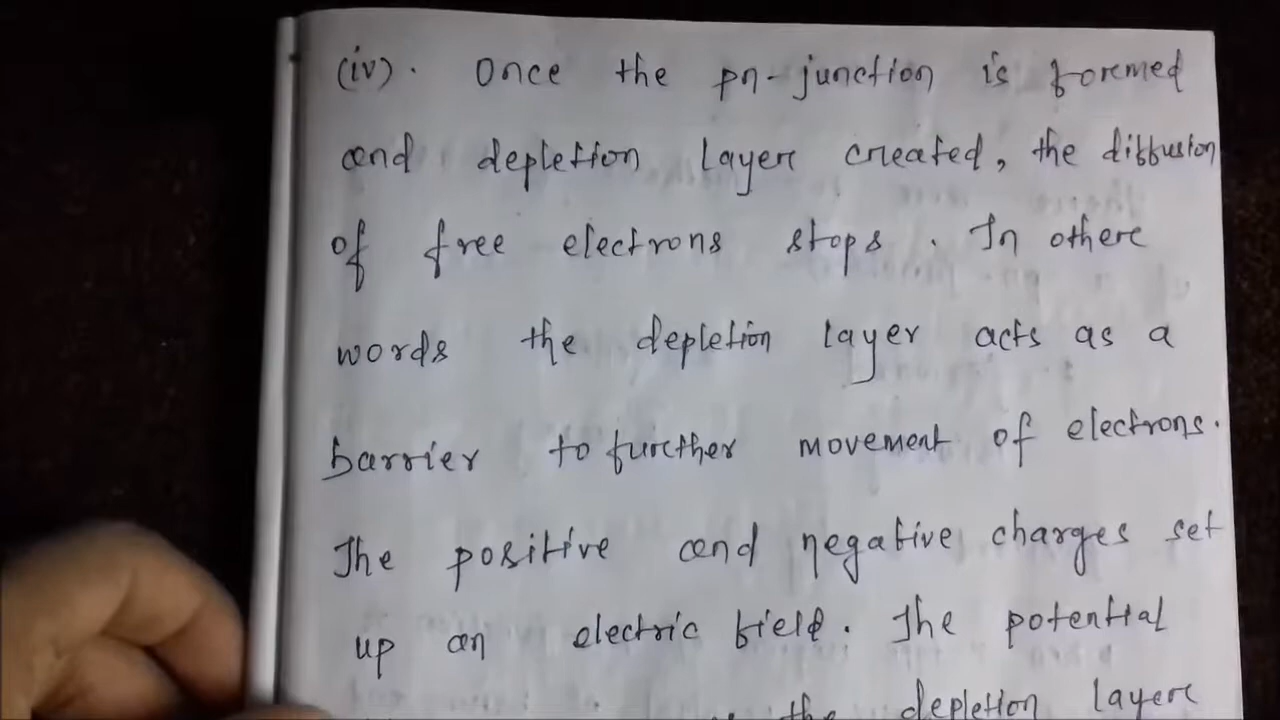 (iv). Once the pn-junction is formed
and depletion layer created, the diffusion
of free electrons stops. In other
words the depletion layer acts as a
barrier to further movement of electrons.
The positive and negative charges set
up an electric field. The potential
the depletion layer